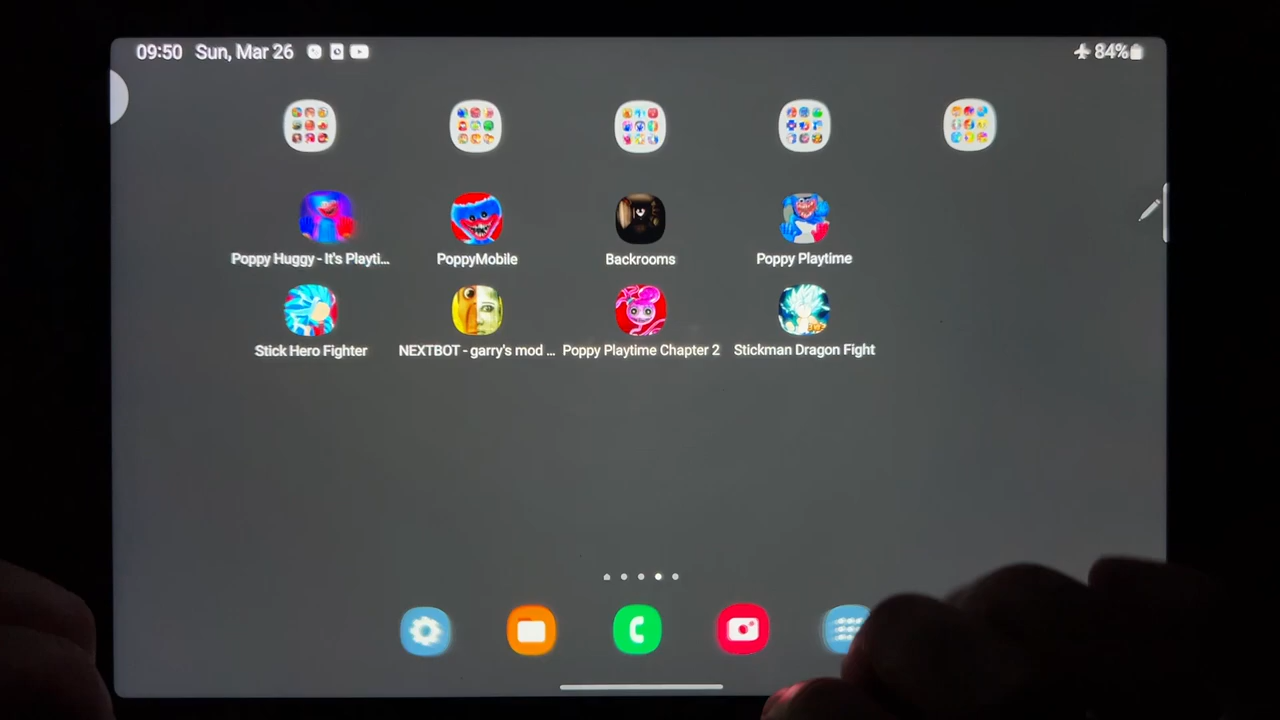 09:50 Sun, Mar 26
84%
Poppy Huggy - It's Playti...
PoppyMobile
Backrooms
Poppy Playtime
Stick Hero Fighter
NEXTBOT - garry's mod ...
Poppy Playtime Chapter 2
Stickman Dragon Fight